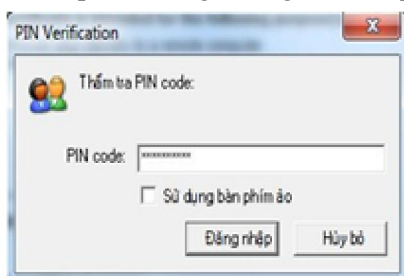 PIN Verification
Thẩm tra PIN code:
PIN code: **********
Sử dụng bàn phím ảo
Đăng nhập Hủy bỏ